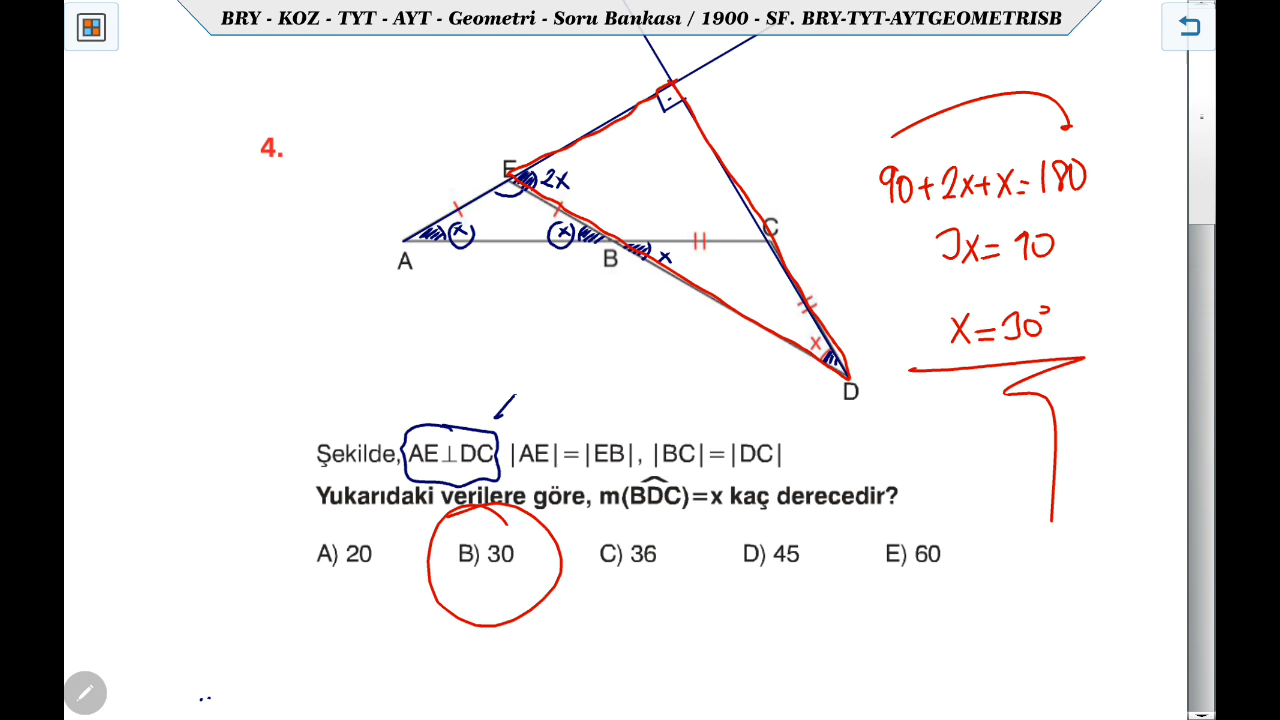 BRY - KOZ - TYT - AYT - Geometri - Soru Bankası / 1900 - SF. BRY-TYT-AYTGEOMETRISB
4.
E
2x
A
x
x
B
x
C
x
D
90+2x+x=180
3x=90
x=30°
Şekilde, AE⊥DC, |AE|=|EB|, |BC|=|DC|
Yukarıdaki verilere göre, m(BDC)=x kaç derecedir?
A) 20 B) 30 C) 36 D) 45 E) 60